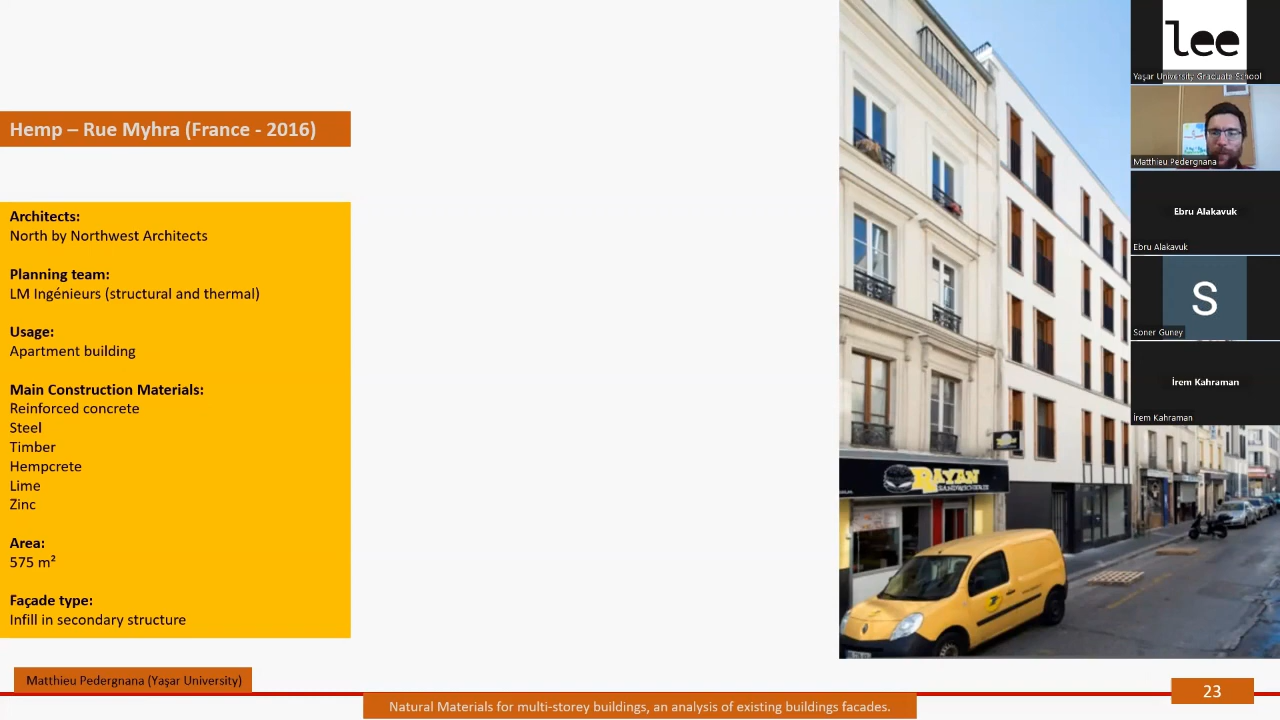 Hemp – Rue Myhra (France - 2016)
Architects:
North by Northwest Architects
Planning team:
LM Ingénieurs (structural and thermal)
Usage:
Apartment building
Main Construction Materials:
Reinforced concrete
Steel
Timber
Hempcrete
Lime
Zinc
Area:
575 m²
Façade type:
Infill in secondary structure
RAYAN
Matthieu Pedergnana (Yaşar University)
Natural Materials for multi-storey buildings, an analysis of existing buildings facades.
23
lee
Yaşar University Graduate School
Matthieu Pedergnana
Ebru Alakavuk
Ebru Alakavuk
S
Soner Guney
İrem Kahraman
İrem Kahraman